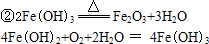 ②2Fe(OH)₃ =△= Fe₂O₃+3H₂O
4Fe(OH)₂+O₂+2H₂O = 4Fe(OH)₃